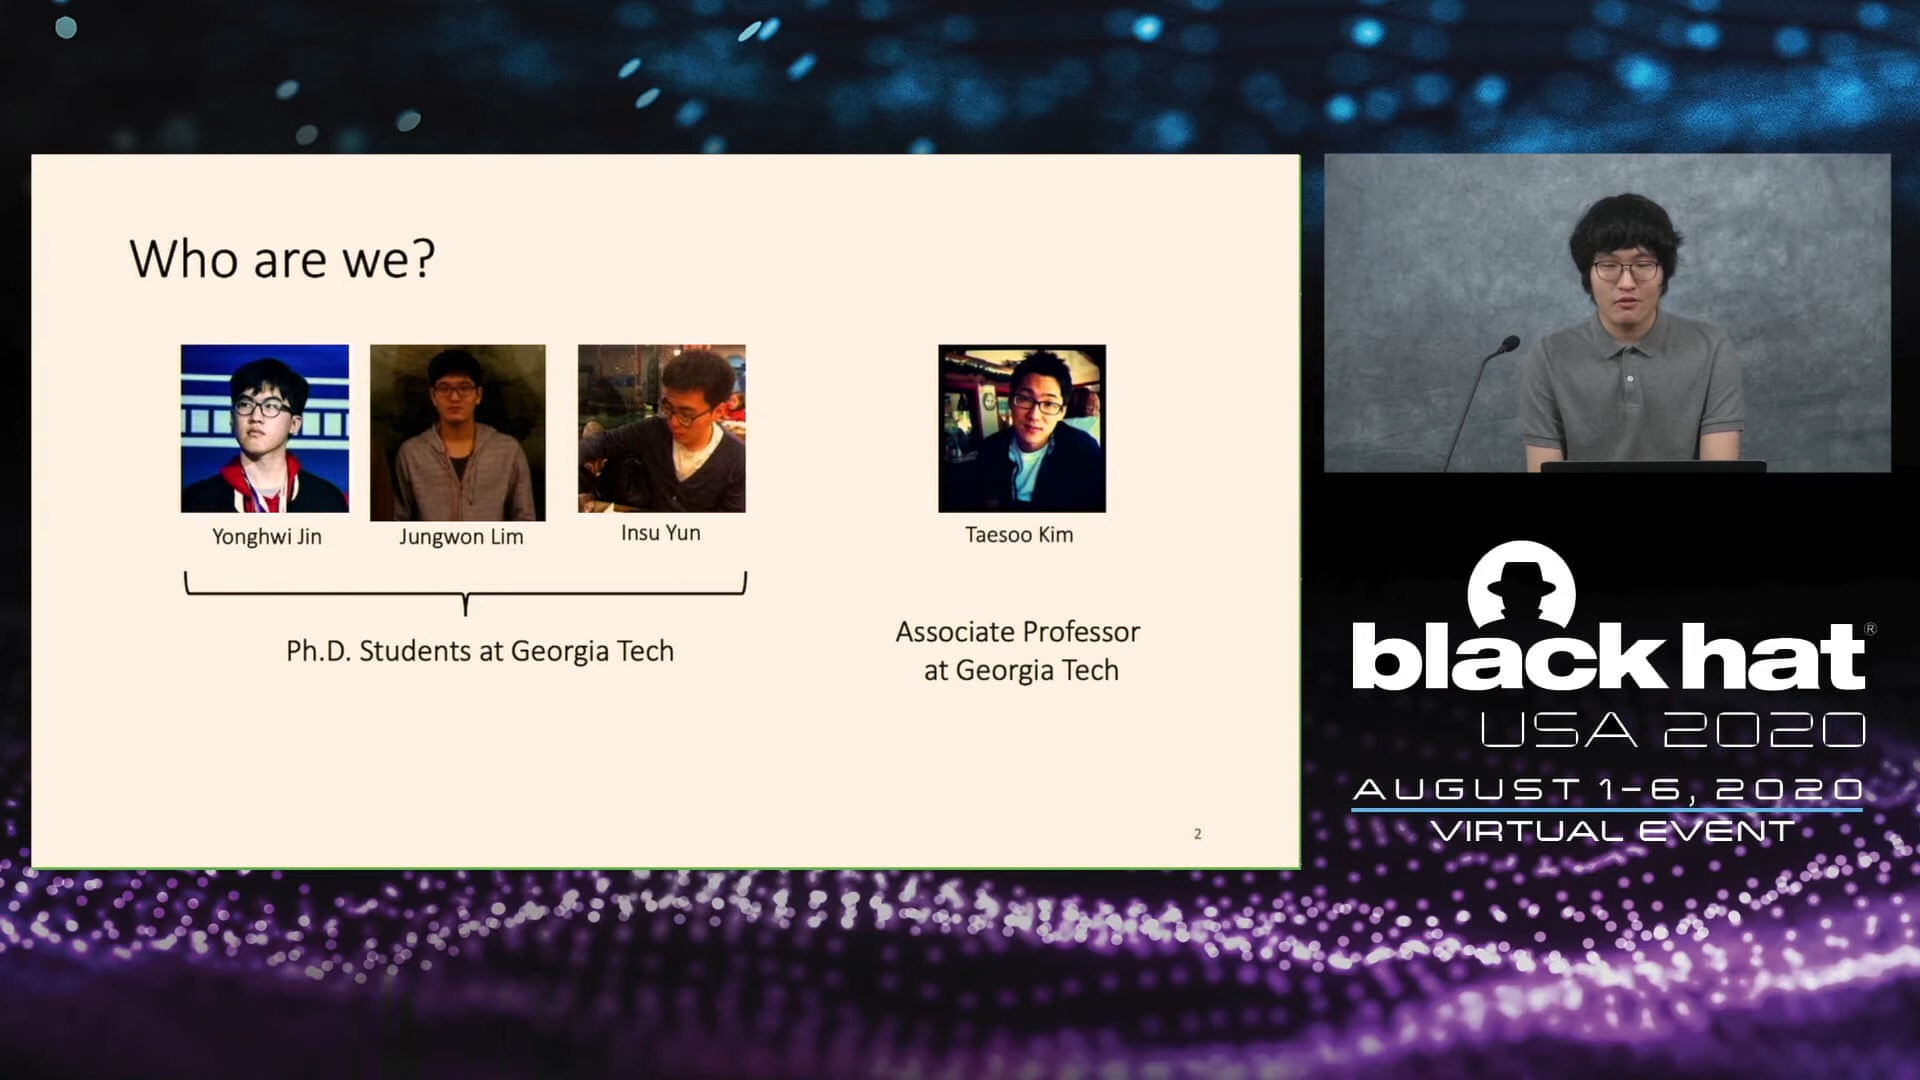 Who are we?
Yonghwi Jin
Jungwon Lim
Insu Yun
Taesoo Kim
Ph.D. Students at Georgia Tech
Associate Professor
at Georgia Tech
2
black hat®
USA 2020
AUGUST 1-6, 2020
VIRTUAL EVENT